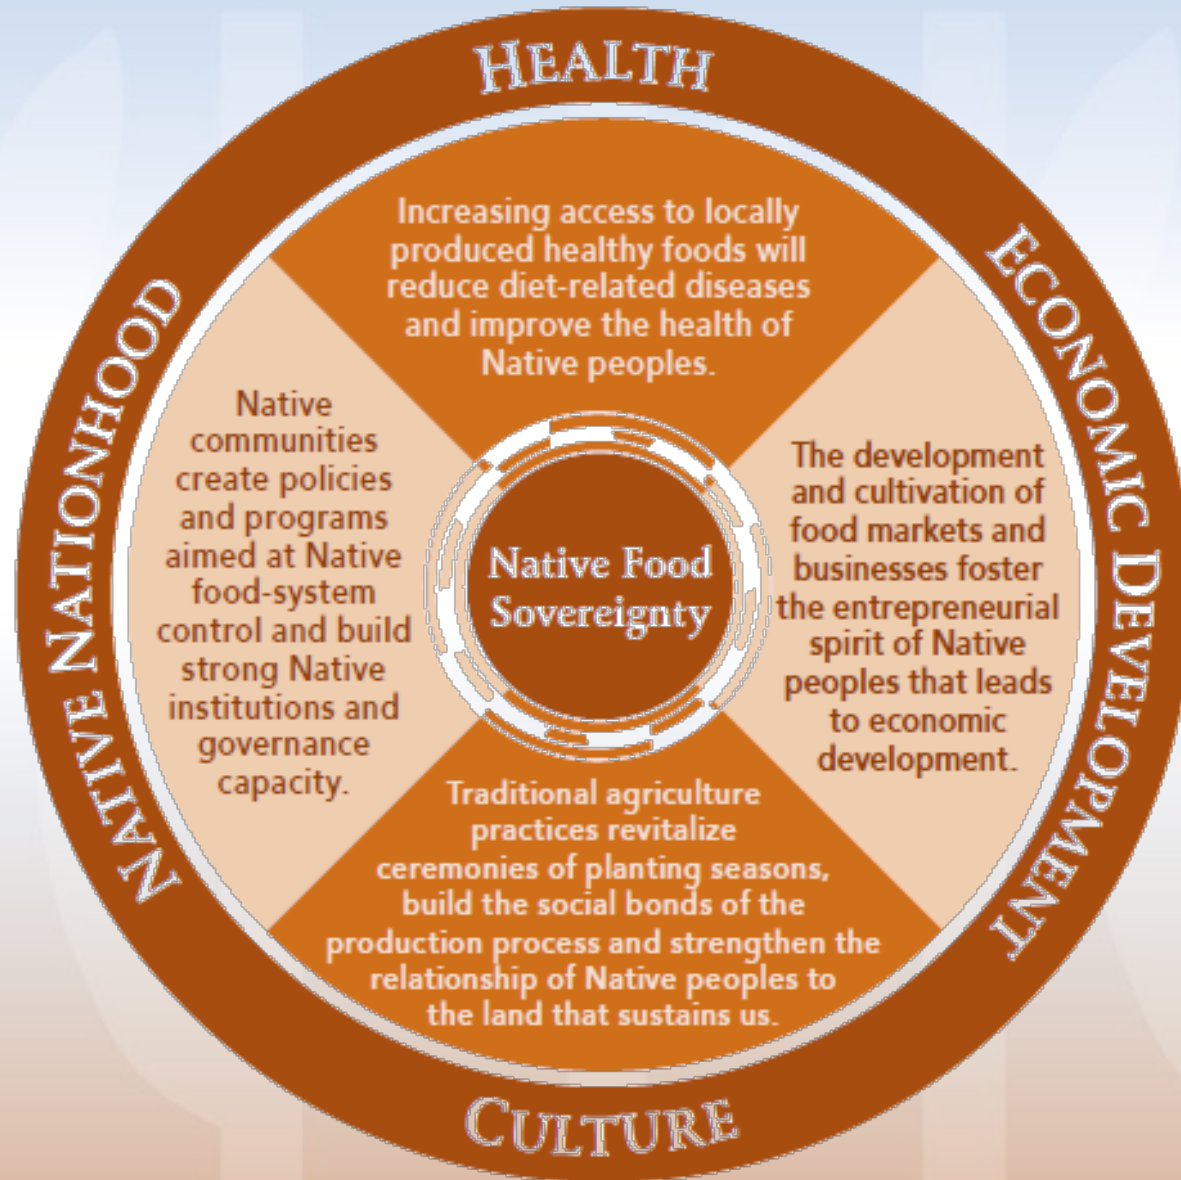 HEALTH
Increasing access to locally
produced healthy foods will
reduce diet-related diseases
and improve the health of
Native peoples.
ECONOMIC DEVELOPMENT
The development
and cultivation of
food markets and
businesses foster
the entrepreneurial
spirit of Native
peoples that leads
to economic
development.
CULTURE
Traditional agriculture
practices revitalize
ceremonies of planting seasons,
build the social bonds of the
production process and strengthen the
relationship of Native peoples to
the land that sustains us.
NATIVE NATIONHOOD
Native
communities
create policies
and programs
aimed at Native
food-system
control and build
strong Native
institutions and
governance
capacity.
Native Food
Sovereignty